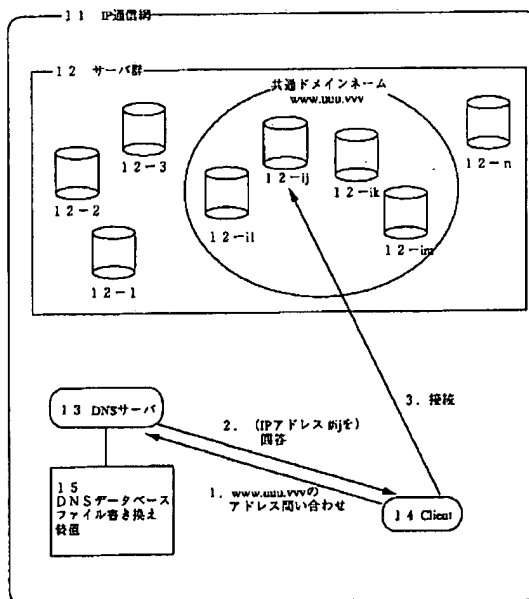 11 IP通信網
12 サーバ群
共通ドメインネーム
www.uuu.vvv
12-3
12-ij
12-ik
12-n
12-2
12-il
12-im
12-1
3. 接続
13 DNSサーバ
2. (IPアドレス#ijを)
回答
15
DNSデータベース
ファイル書き換え
装置
1. www.uuu.vvvの
アドレス問い合わせ
14 Client